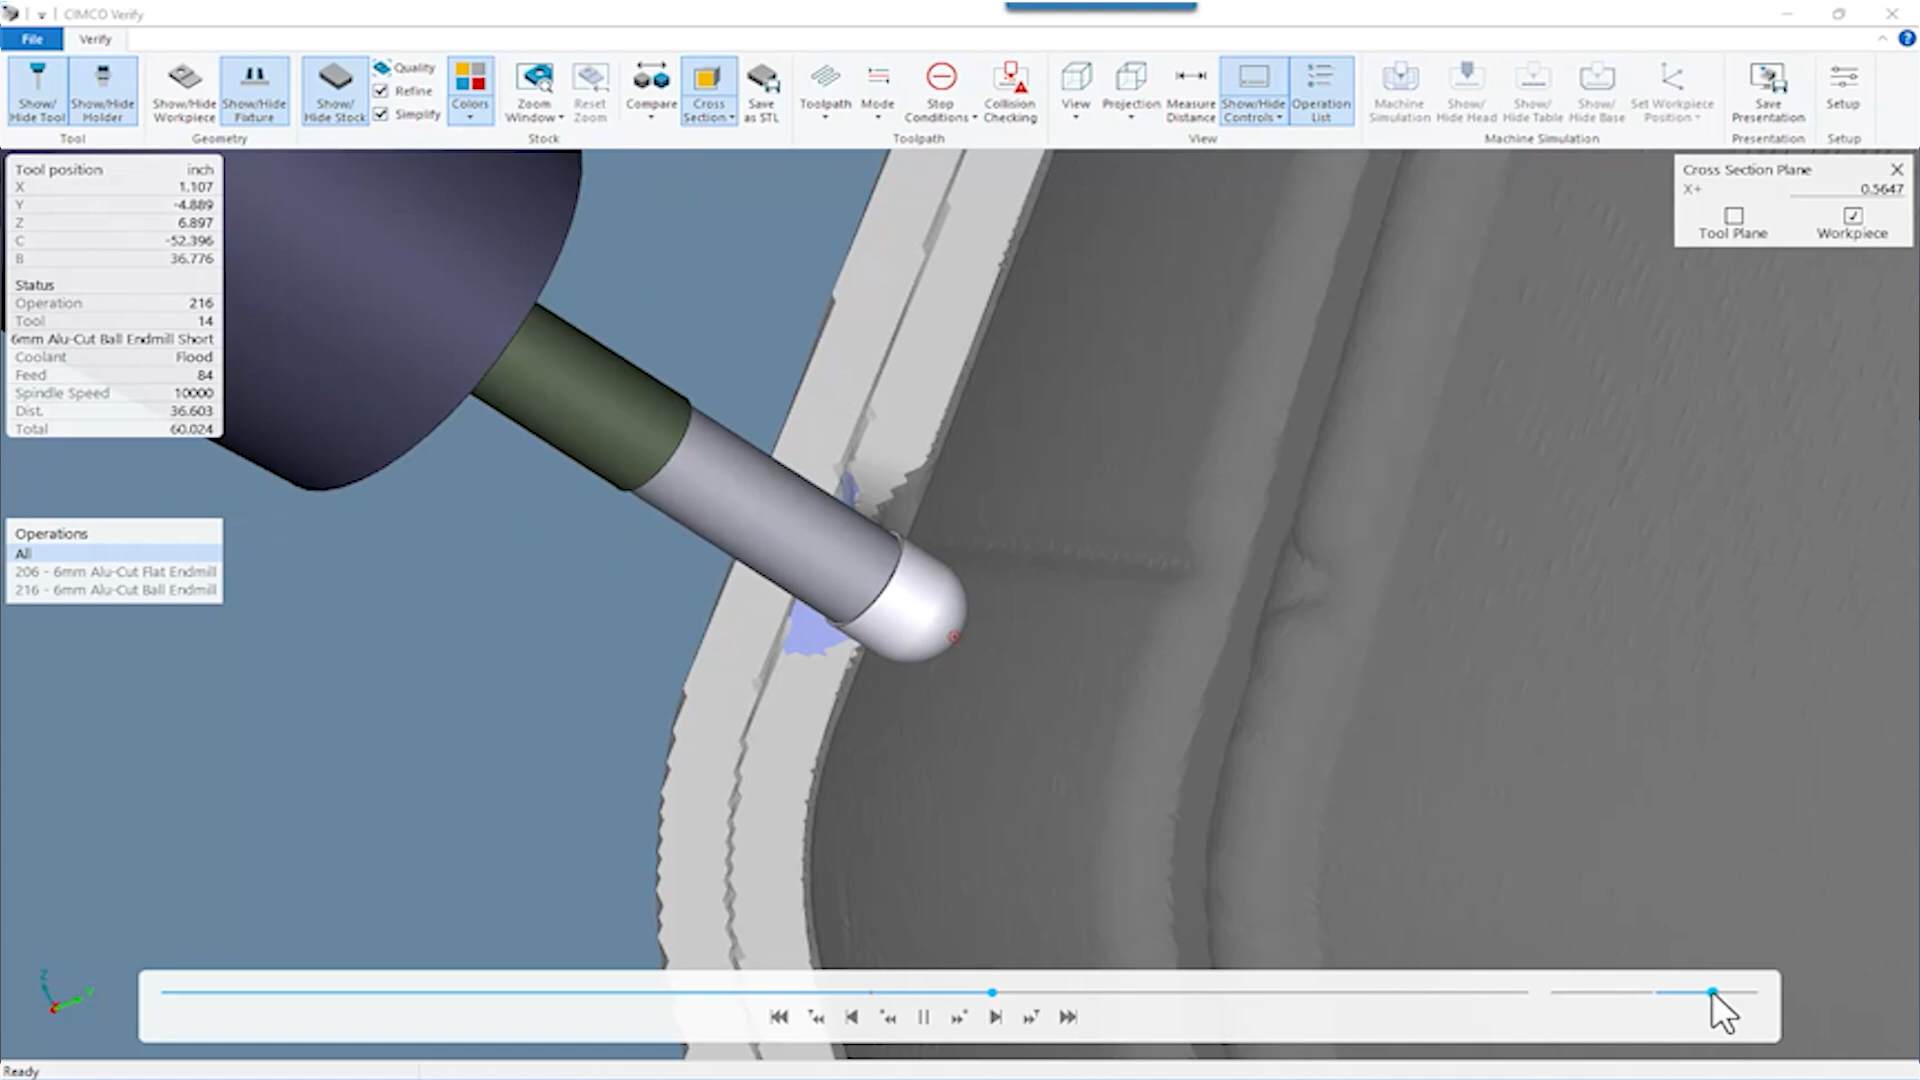 CIMCO Verify
File Verify
Show/ Hide Tool
Show/Hide Holder
Tool
Show/Hide Workpiece
Show/Hide Fixture
Geometry
Show/ Hide Stock
Quality
Refine
Simplify
Colors
Zoom Window
Reset Zoom
Compare
Cross Section
Save as STL
Stock
Toolpath
Mode
Stop Conditions
Collision Checking
Toolpath
View
Projection
Measure Distance
Show/Hide Controls
Operation List
View
Machine Simulation
Show/ Hide Head
Show/ Hide Table
Show/ Hide Base
Set Workpiece Position
Machine Simulation
Save Presentation
Presentation
Setup
Setup
Tool position inch
X 1.107
Y -4.889
Z 6.897
C -52.396
B 36.776
Status
Operation 216
Tool 14
6mm Alu-Cut Ball Endmill Short
Coolant Flood
Feed 84
Spindle Speed 10000
Dist. 36.603
Total 60.024
Cross Section Plane
X+ 0.5647
Tool Plane Workpiece
Operations
All
206 - 6mm Alu-Cut Flat Endmill
216 - 6mm Alu-Cut Ball Endmill
Z
Y
Ready